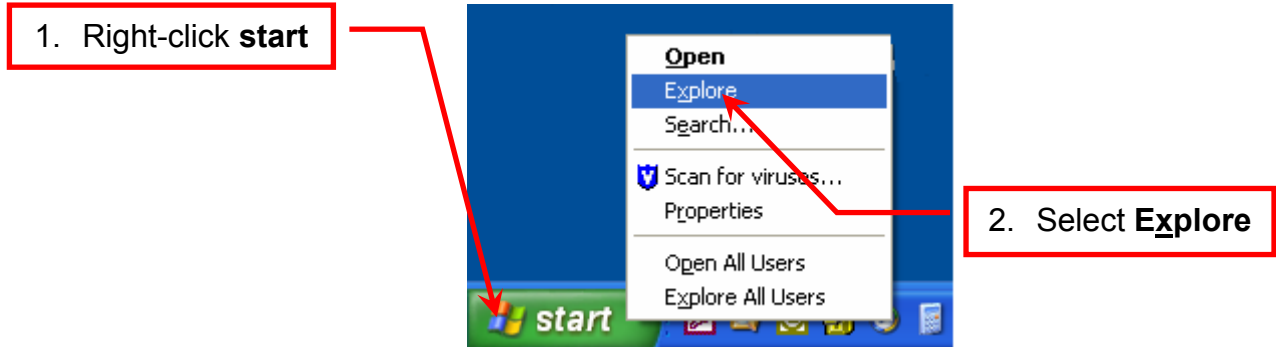 1. Right-click start
Open
Explore
Search...
Scan for viruses...
Properties
Open All Users
Explore All Users
2. Select Explore
start